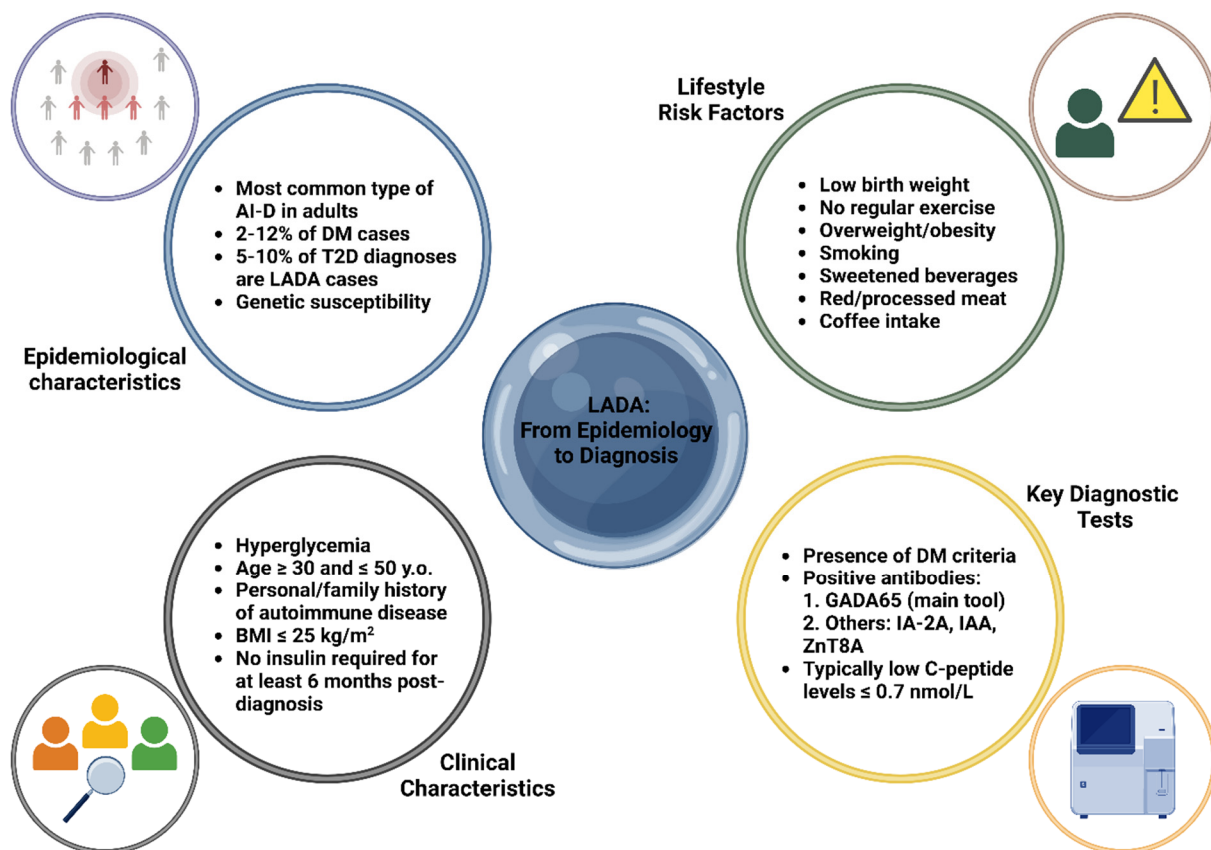 Epidemiological
characteristics
• Most common type of
AI-D in adults
• 2-12% of DM cases
• 5-10% of T2D diagnoses
are LADA cases
• Genetic susceptibility
Lifestyle
Risk Factors
• Low birth weight
• No regular exercise
• Overweight/obesity
• Smoking
• Sweetened beverages
• Red/processed meat
• Coffee intake
LADA:
From Epidemiology
to Diagnosis
• Hyperglycemia
• Age ≥ 30 and ≤ 50 y.o.
• Personal/family history
of autoimmune disease
• BMI ≤ 25 kg/m²
• No insulin required for
at least 6 months post-
diagnosis
Clinical
Characteristics
Key Diagnostic
Tests
• Presence of DM criteria
• Positive antibodies:
1. GADA65 (main tool)
2. Others: IA-2A, IAA,
ZnT8A
• Typically low C-peptide
levels ≤ 0.7 nmol/L